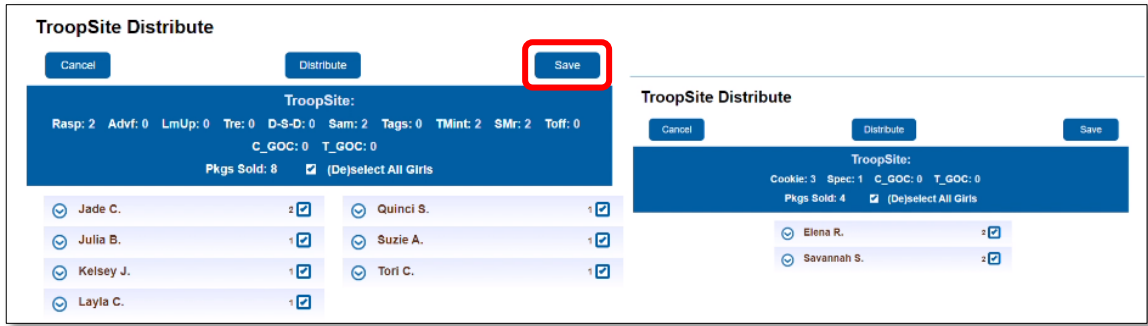 TroopSite Distribute
Cancel Distribute Save
TroopSite:
Rasp: 2 Advf: 0 LmUp: 0 Tre: 0 D-S-D: 0 Sam: 2 Tags: 0 TMint: 2 SMr: 2 Toff: 0
C_GOC: 0 T_GOC: 0
Pkgs Sold: 8 (De)select All Girls
Jade C. 2 Quinci S. 1
Julia B. 1 Suzie A. 1
Kelsey J. 1 Tori C. 1
Layla C. 1
TroopSite Distribute
Cancel Distribute Save
TroopSite:
Cookie: 3 Spec: 1 C_GOC: 0 T_GOC: 0
Pkgs Sold: 4 (De)select All Girls
Elena R. 2
Savannah S. 2